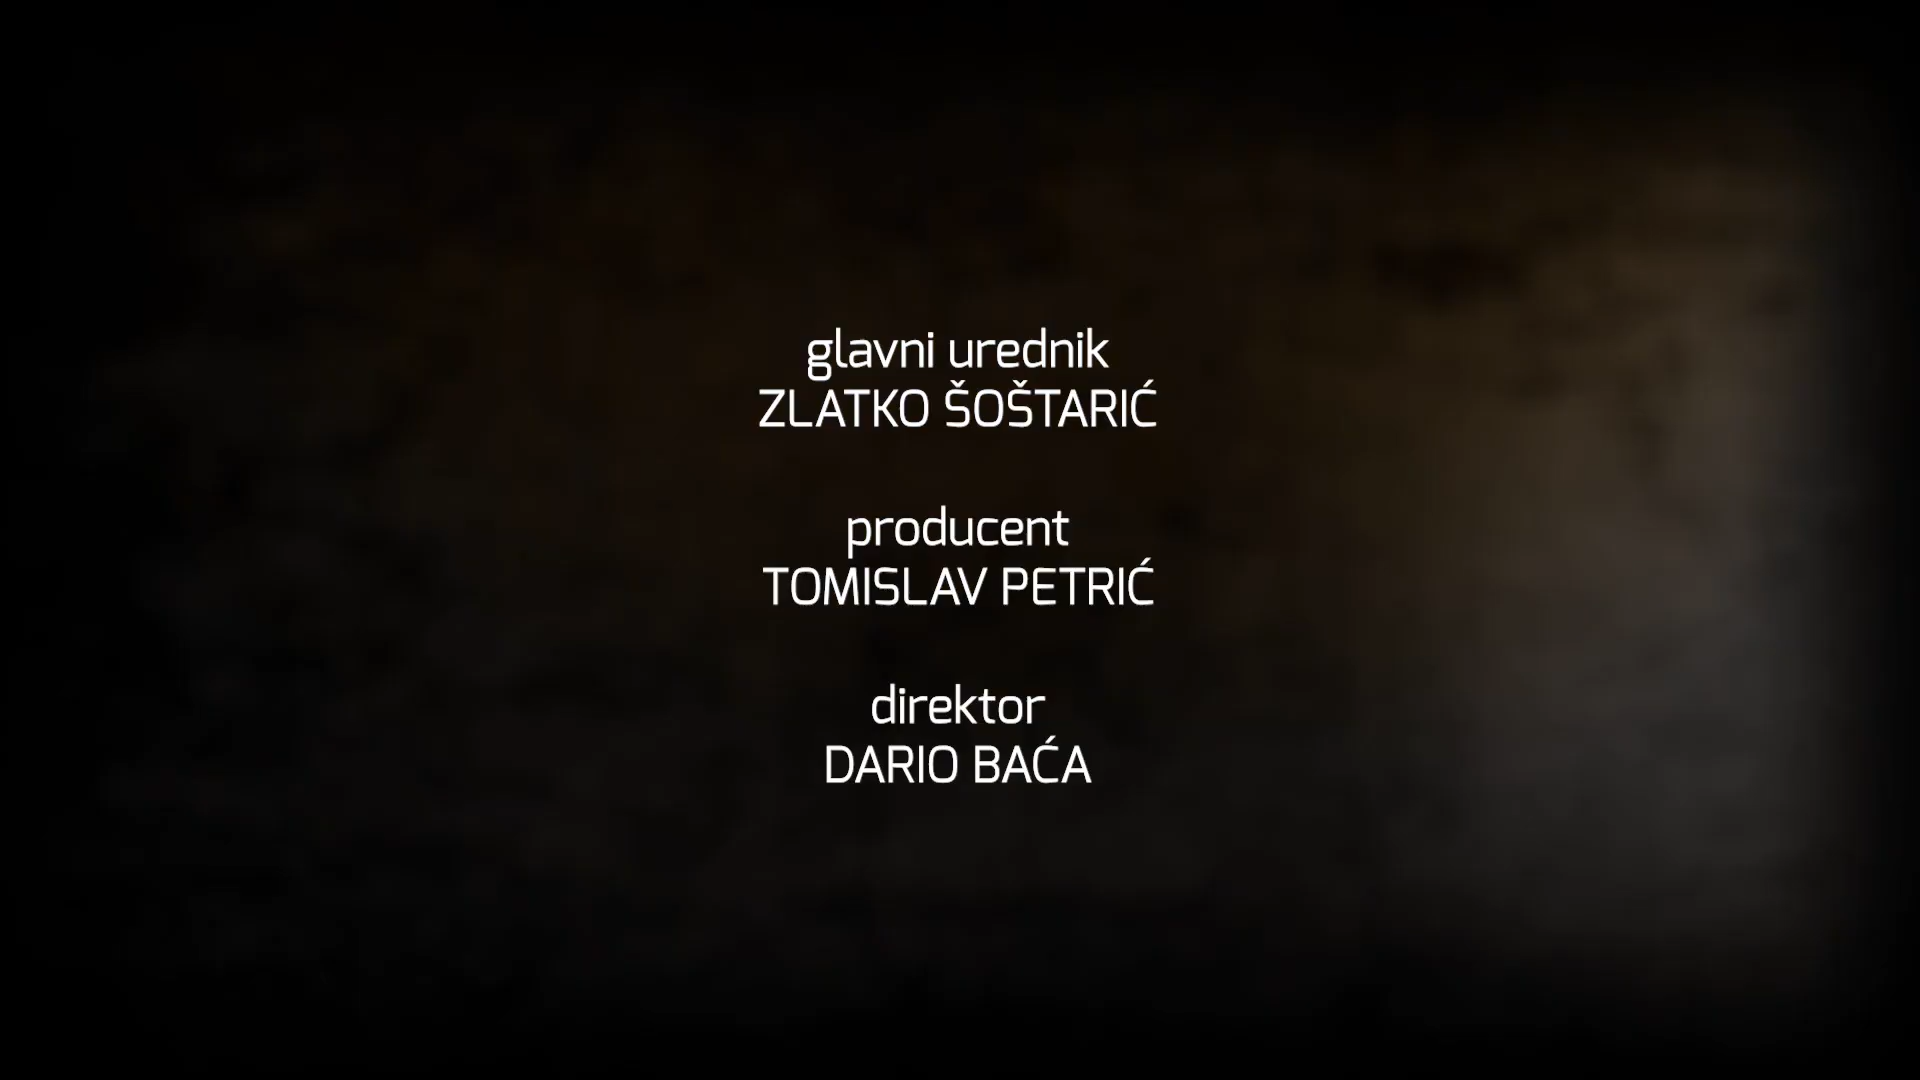 glavni urednik
ZLATKO ŠOŠTARIĆ
producent
TOMISLAV PETRIĆ
direktor
DARIO BAĆA